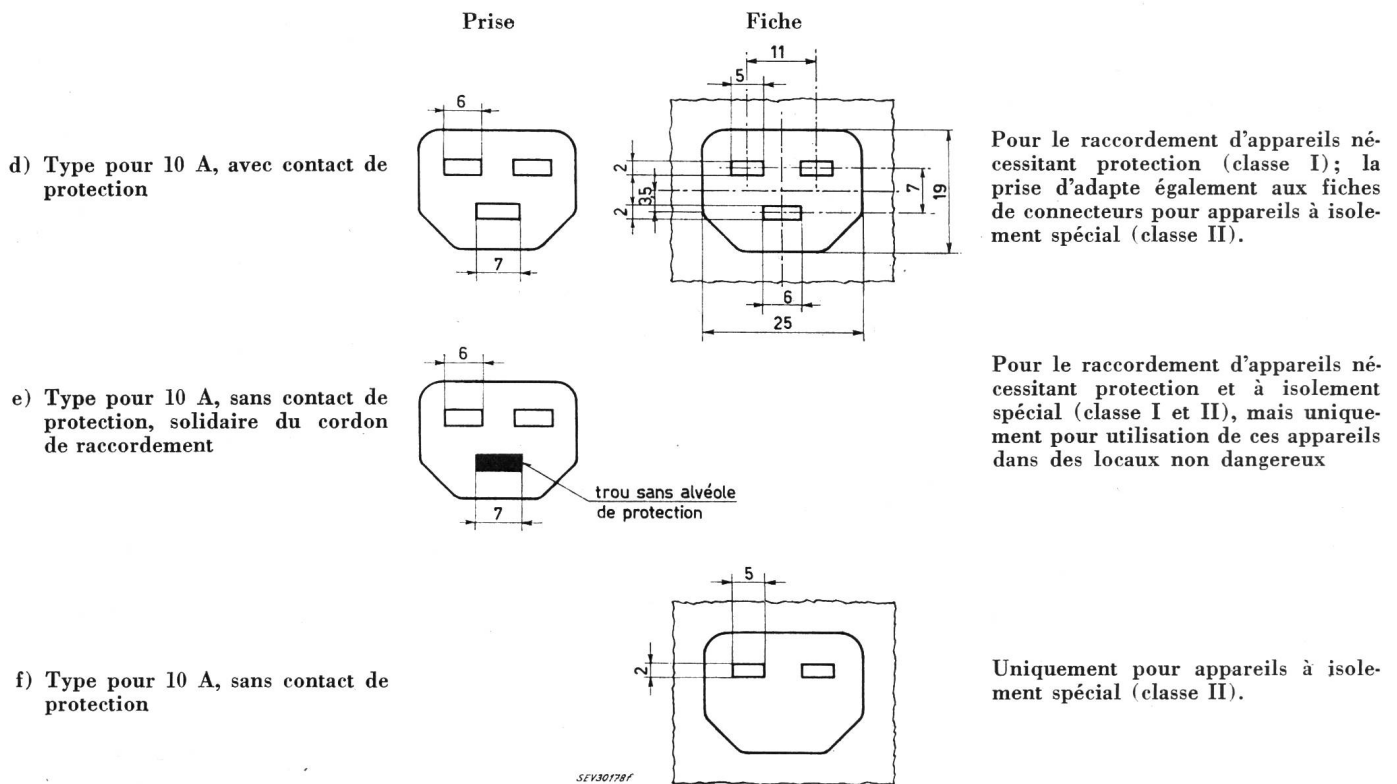 Prise
Fiche
d) Type pour 10 A, avec contact de
protection
6
7
11
5
2
3,5
2
7
19
6
25
Pour le raccordement d'appareils né-
cessitant protection (classe I); la
prise d'adapte également aux fiches
de connecteurs pour appareils à isole-
ment spécial (classe II).
e) Type pour 10 A, sans contact de
protection, solidaire du cordon
de raccordement
6
7
trou sans alvéole
de protection
Pour le raccordement d'appareils né-
cessitant protection et à isolement
spécial (classe I et II), mais unique-
ment pour utilisation de ces appareils
dans des locaux non dangereux
f) Type pour 10 A, sans contact de
protection
5
2
SEV30178f
Uniquement pour appareils à isole-
ment spécial (classe II).